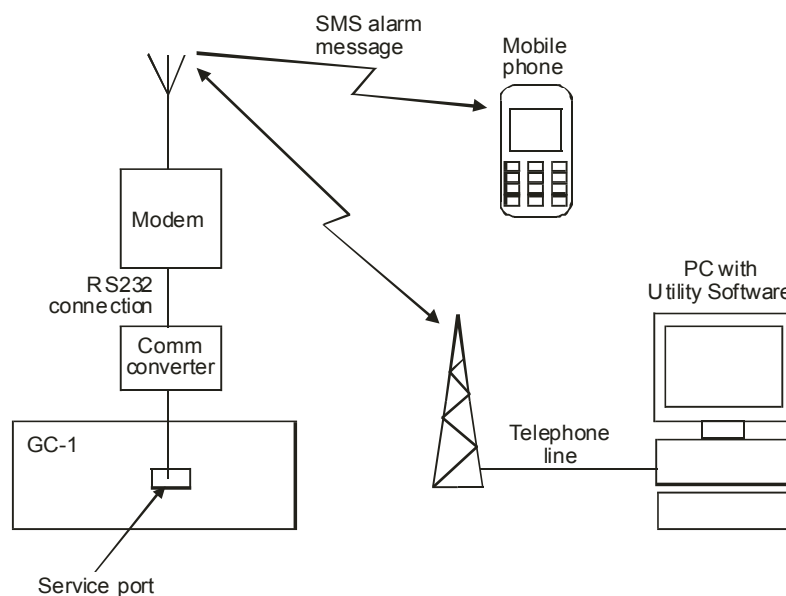 SMS alarm
message
Mobile
phone
Modem
RS232
connection
Comm
converter
GC-1
Service port
PC with
Utility Software
Telephone
line